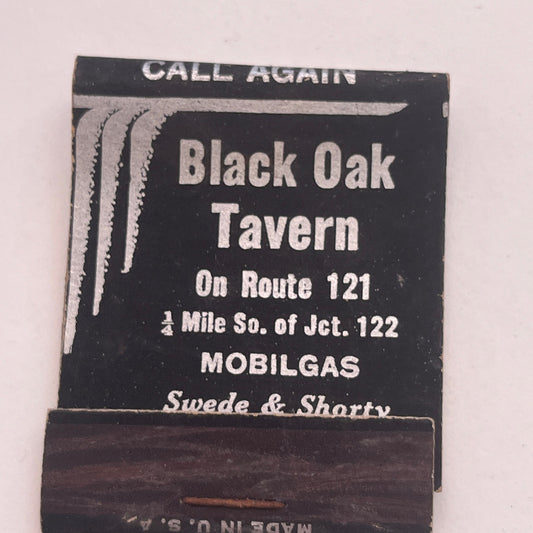 CALL AGAIN
Black Oak
Tavern
On Route 121
¼ Mile So. of Jct. 122
MOBILGAS
Swede & Shorty
MADE IN U.S.A.